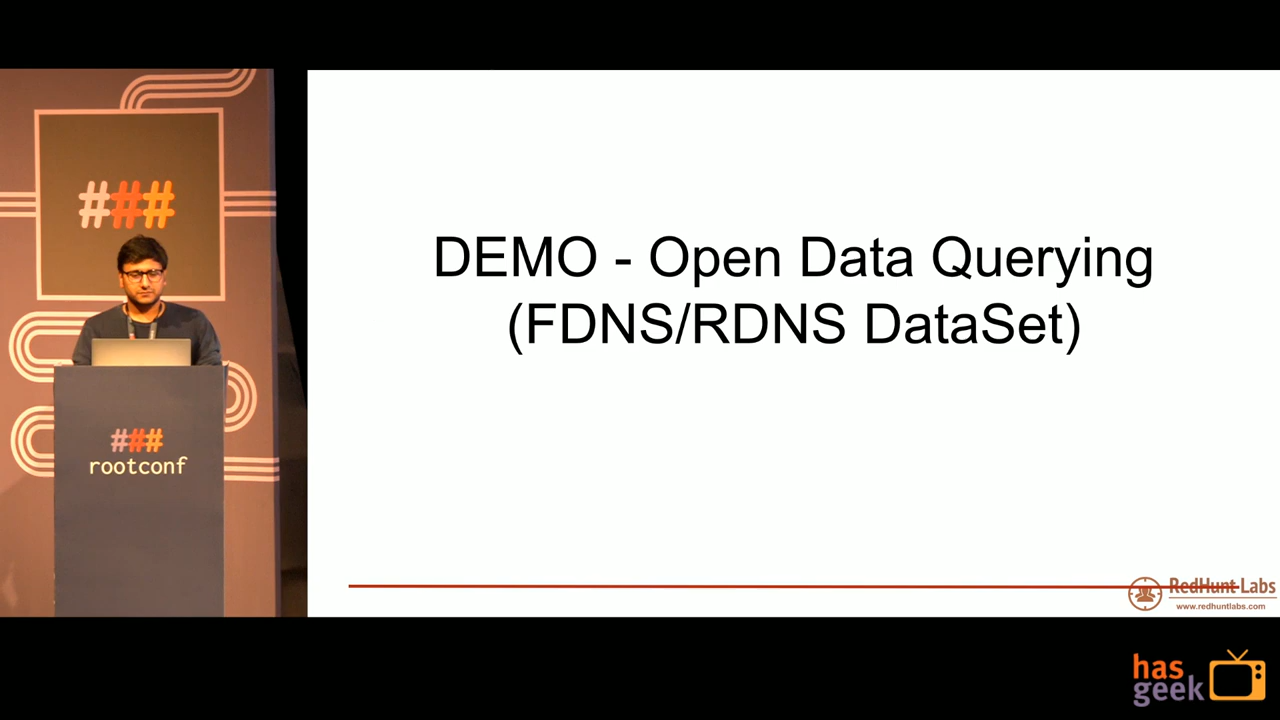 ###
###
rootconf
DEMO - Open Data Querying
(FDNS/RDNS DataSet)
RedHunt Labs
www.redhuntlabs.com
has
geek